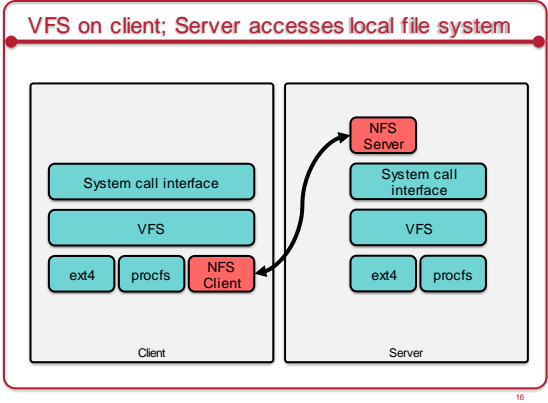 VFS on client; Server accesses local file system
NFS
Server
System call interface
System call
interface
VFS
VFS
ext4
procfs
NFS
Client
ext4
procfs
Client
Server
16